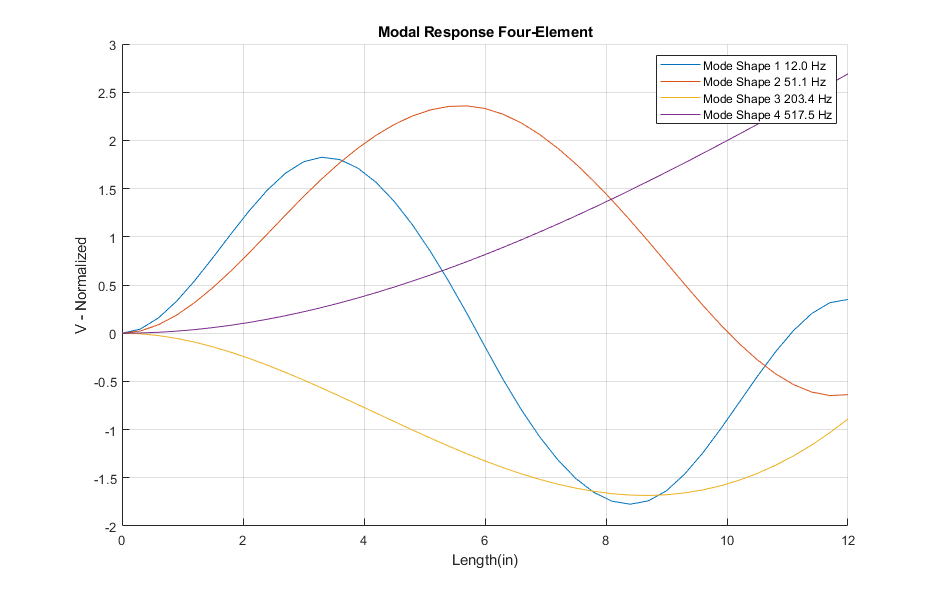 Modal Response Four-Element
3
2.5
2
1.5
1
0.5
0
-0.5
-1
-1.5
-2
V - Normalized
Mode Shape 1 12.0 Hz
Mode Shape 2 51.1 Hz
Mode Shape 3 203.4 Hz
Mode Shape 4 517.5 Hz
0 2 4 6 8 10 12
Length(in)